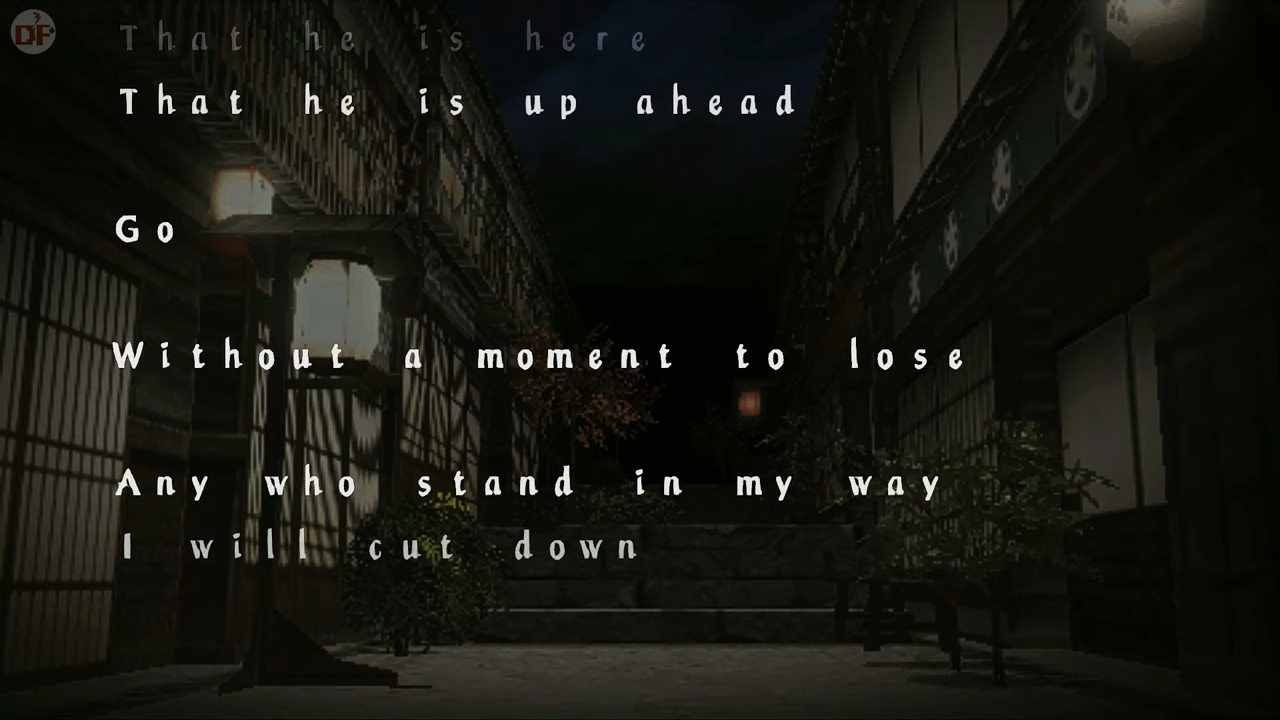 DF
That he is here
That he is up ahead
Go
Without a moment to lose
Any who stand in my way
I will cut down